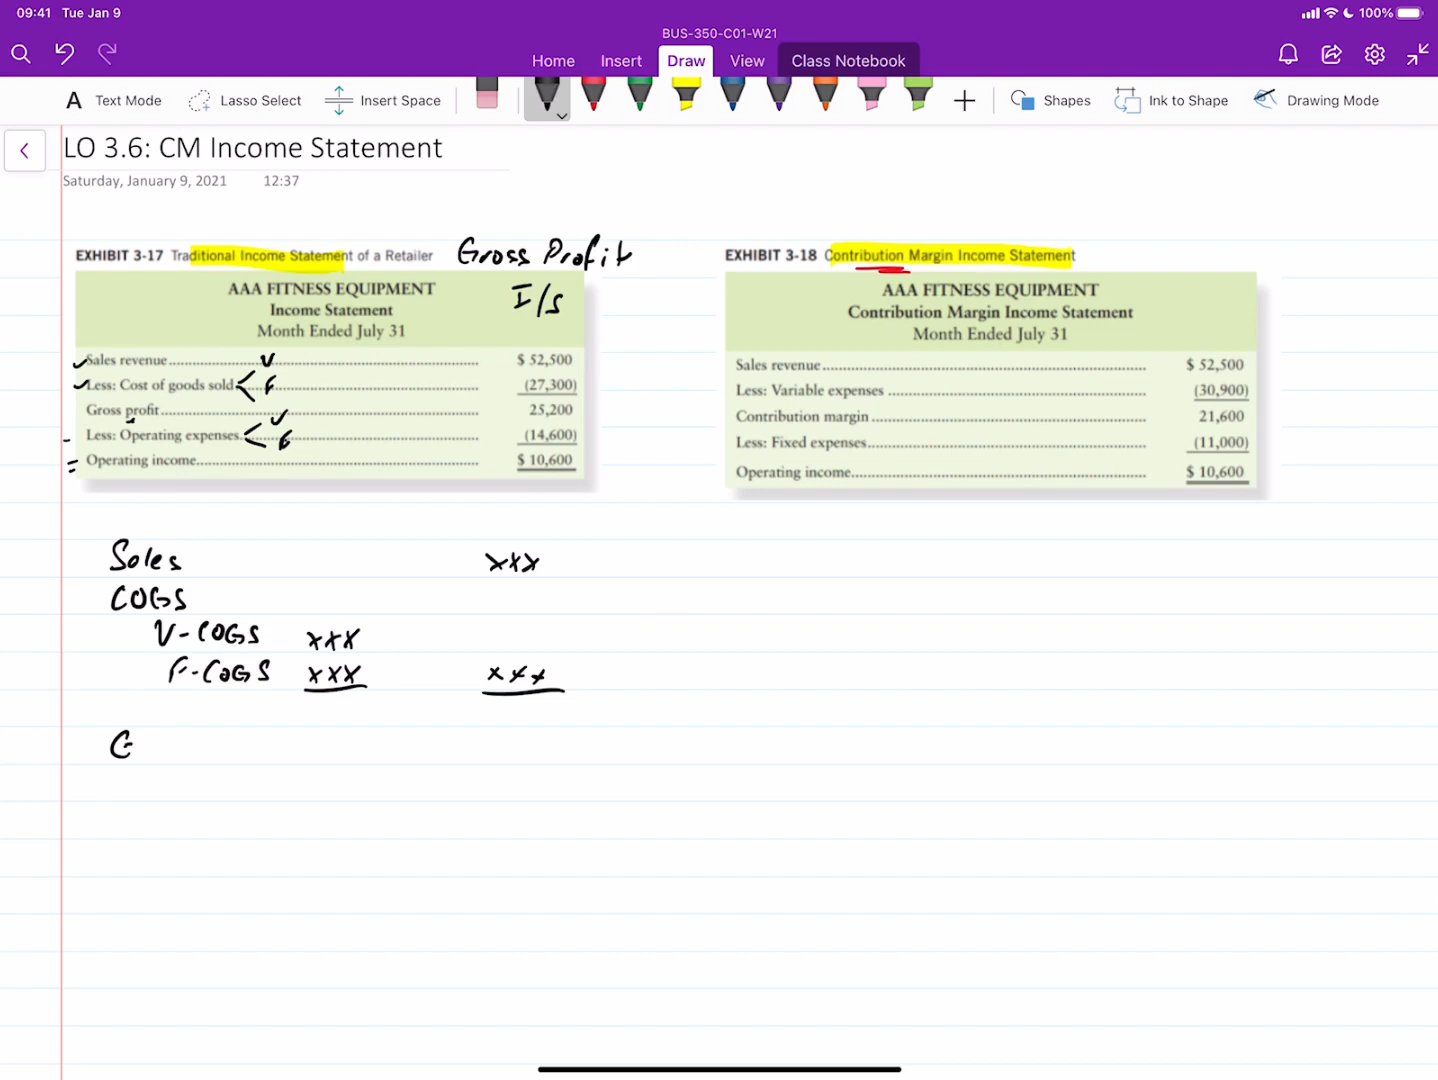 09:41 Tue Jan 9
100%
BUS-350-C01-W21
Home Insert Draw View Class Notebook
A Text Mode Lasso Select Insert Space Shapes Ink to Shape Drawing Mode
LO 3.6: CM Income Statement
Saturday, January 9, 2021 12:37
EXHIBIT 3-17 Traditional Income Statement of a Retailer
Gross Profit
I/S
AAA FITNESS EQUIPMENT
Income Statement
Month Ended July 31
Sales revenue V $ 52,500
Less: Cost of goods sold F (27,300)
Gross profit 25,200
V
Less: Operating expenses F (14,600)
Operating income $ 10,600
EXHIBIT 3-18 Contribution Margin Income Statement
AAA FITNESS EQUIPMENT
Contribution Margin Income Statement
Month Ended July 31
Sales revenue $ 52,500
Less: Variable expenses (30,900)
Contribution margin 21,600
Less: Fixed expenses (11,000)
Operating income $ 10,600
Sales xxx
COGS
V-COGS xxx
F-COGS xxx xxx
G